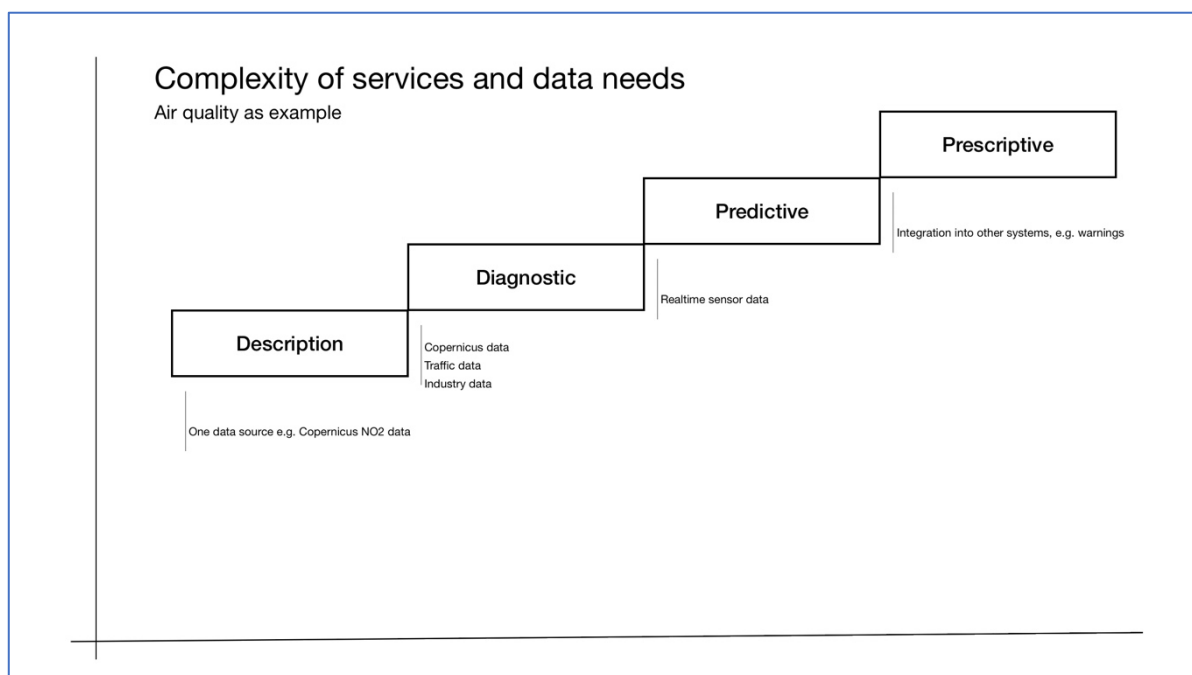 Complexity of services and data needs
Air quality as example
Prescriptive
Integration into other systems, e.g. warnings
Predictive
Realtime sensor data
Diagnostic
Copernicus data
Traffic data
Industry data
Description
One data source e.g. Copernicus NO2 data